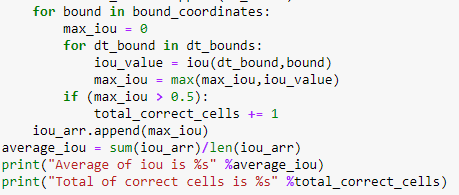 for bound in bound_coordinates:
max_iou = 0
for dt_bound in dt_bounds:
iou_value = iou(dt_bound,bound)
max_iou = max(max_iou,iou_value)
if (max_iou > 0.5):
total_correct_cells += 1
iou_arr.append(max_iou)
average_iou = sum(iou_arr)/len(iou_arr)
print("Average of iou is %s" %average_iou)
print("Total of correct cells is %s" %total_correct_cells)